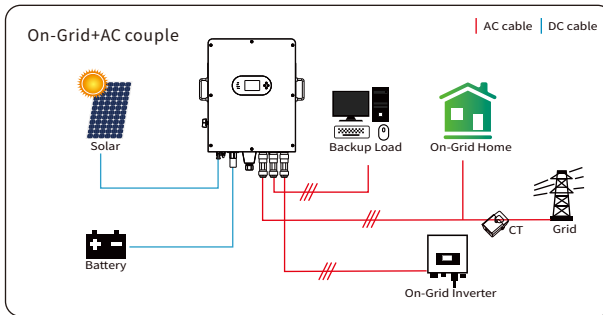 On-Grid+AC couple
AC cable
DC cable
Solar
Backup Load
On-Grid Home
CT
Grid
Battery
On-Grid Inverter